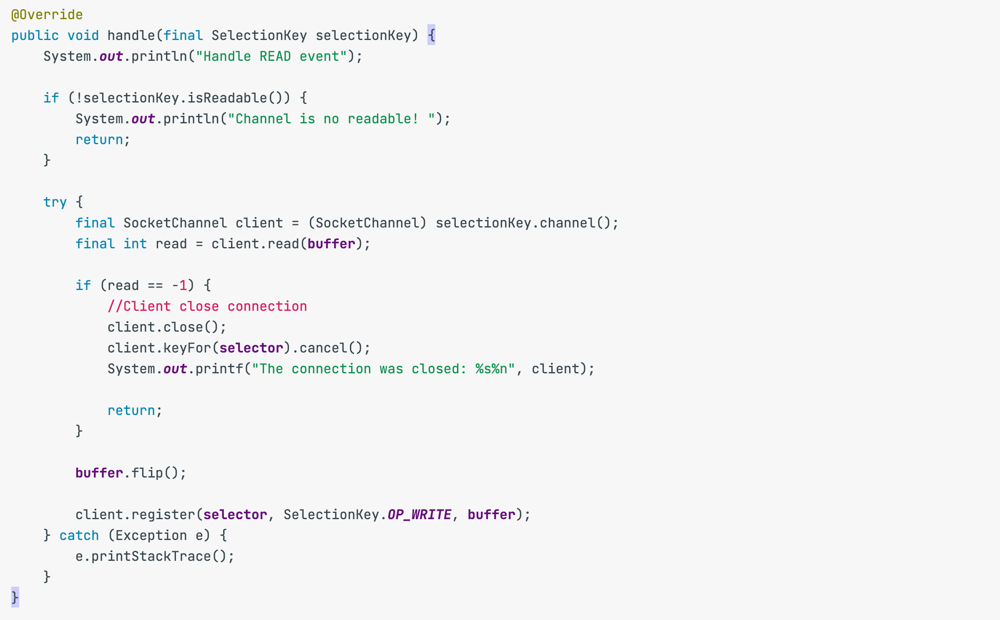 @Override
public void handle(final SelectionKey selectionKey) {
    System.out.println("Handle READ event");

    if (!selectionKey.isReadable()) {
        System.out.println("Channel is no readable! ");
        return;
    }

    try {
        final SocketChannel client = (SocketChannel) selectionKey.channel();
        final int read = client.read(buffer);

        if (read == -1) {
            //Client close connection
            client.close();
            client.keyFor(selector).cancel();
            System.out.printf("The connection was closed: %s%n", client);

            return;
        }

        buffer.flip();

        client.register(selector, SelectionKey.OP_WRITE, buffer);
    } catch (Exception e) {
        e.printStackTrace();
    }
}